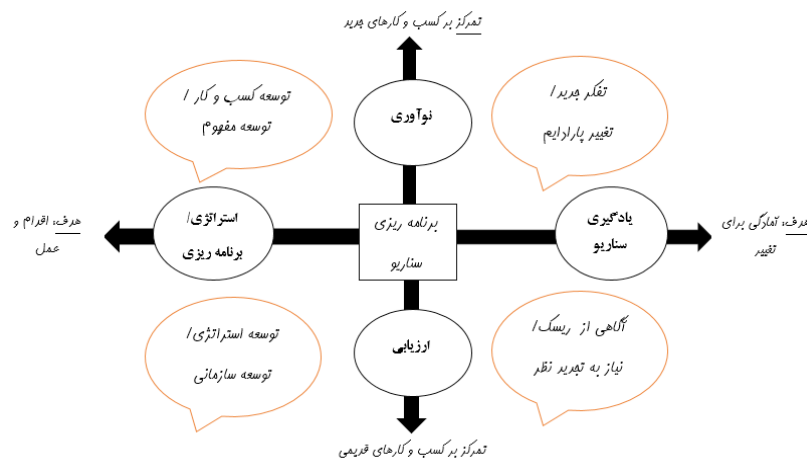 تمرکز بر کسب و کارهای جدید
توسعه کسب و کار /
توسعه مفهوم
نوآوری
تفکر جدید/
تغییر پارادایم
هدف: آمادگی برای
تغییر
یادگیری
سناریو
برنامه ریزی
سناریو
استراتژی/
برنامه ریزی
هدف: اقدام و
عمل
آگاهی از ریسک/
نیاز به تجدید نظر
ارزیابی
توسعه استراتژی/
توسعه سازمانی
تمرکز بر کسب و کارهای قدیمی